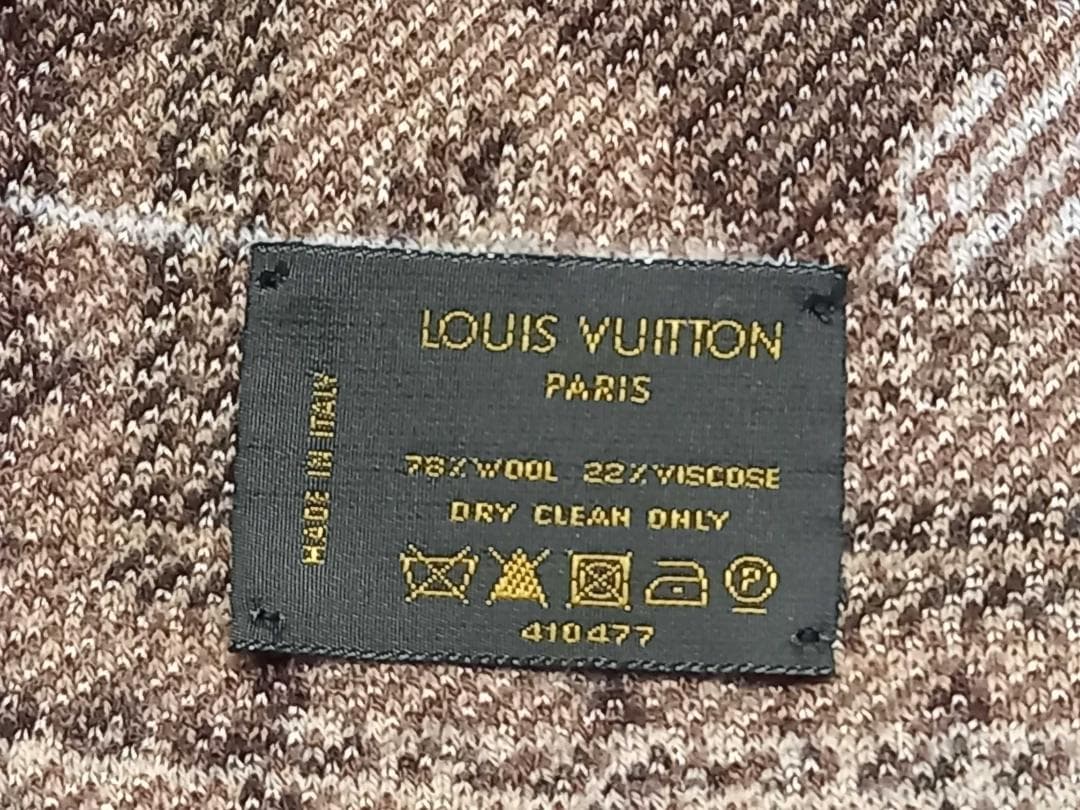 LOUIS VUITTON
PARIS
MADE IN ITALY
78% WOOL 22% VISCOSE
DRY CLEAN ONLY
P
410477